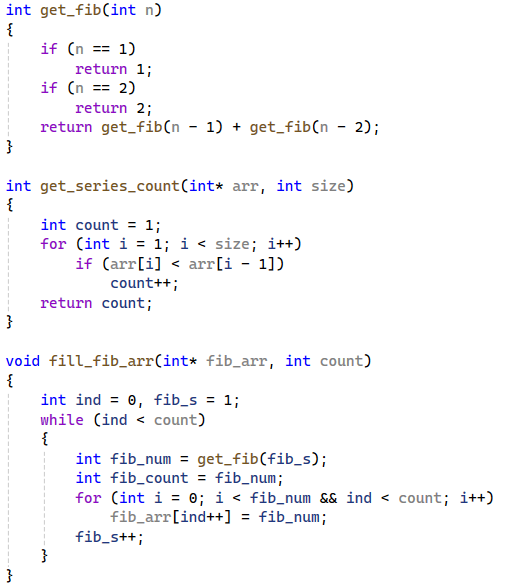 int get_fib(int n)
{
    if (n == 1)
        return 1;
    if (n == 2)
        return 2;
    return get_fib(n - 1) + get_fib(n - 2);
}

int get_series_count(int* arr, int size)
{
    int count = 1;
    for (int i = 1; i < size; i++)
        if (arr[i] < arr[i - 1])
            count++;
    return count;
}

void fill_fib_arr(int* fib_arr, int count)
{
    int ind = 0, fib_s = 1;
    while (ind < count)
    {
        int fib_num = get_fib(fib_s);
        int fib_count = fib_num;
        for (int i = 0; i < fib_num && ind < count; i++)
            fib_arr[ind++] = fib_num;
        fib_s++;
    }
}